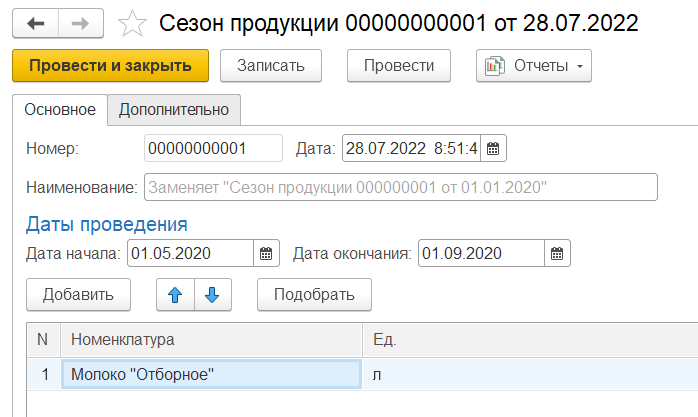 Сезон продукции 00000000001 от 28.07.2022
Провести и закрыть Записать Провести Отчеты
Основное Дополнительно
Номер: 00000000001 Дата: 28.07.2022 8:51:4
Наименование: Заменяет "Сезон продукции 000000001 от 01.01.2020"
Даты проведения
Дата начала: 01.05.2020 Дата окончания: 01.09.2020
Добавить Подобрать
N Номенклатура Ед.
1 Молоко "Отборное" л